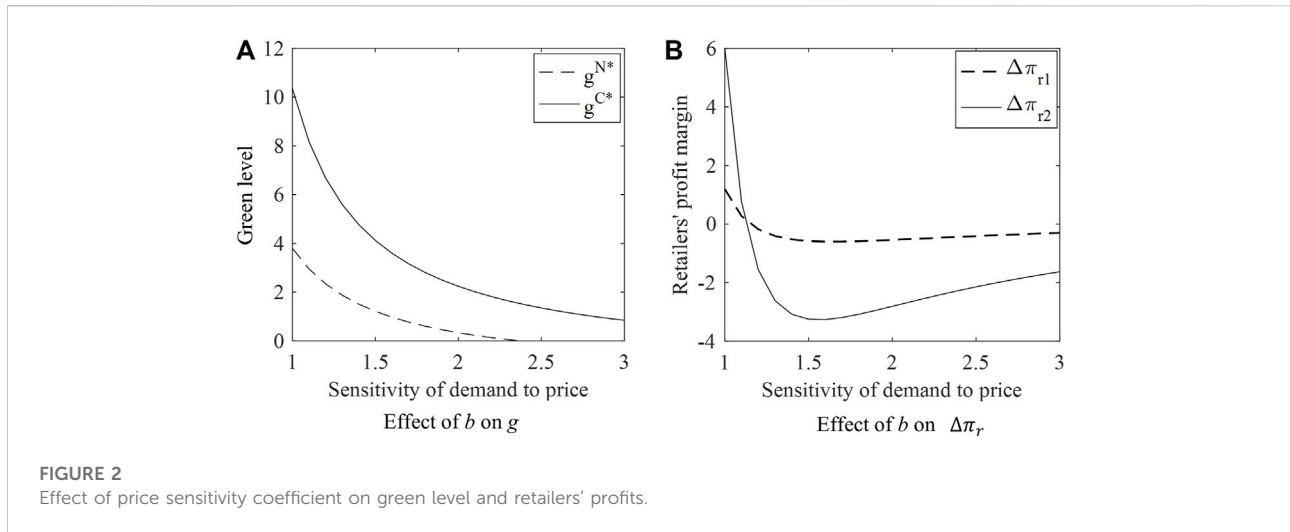 A
12
10
8
6
4
2
0
Green level
g^N*
g^C*
1
1.5
2
2.5
3
Sensitivity of demand to price
Effect of b on g
B
6
4
2
0
-2
-4
Retailers' profit margin
Δπ_r1
Δπ_r2
1
1.5
2
2.5
3
Sensitivity of demand to price
Effect of b on Δπ_r
FIGURE 2
Effect of price sensitivity coefficient on green level and retailers’ profits.